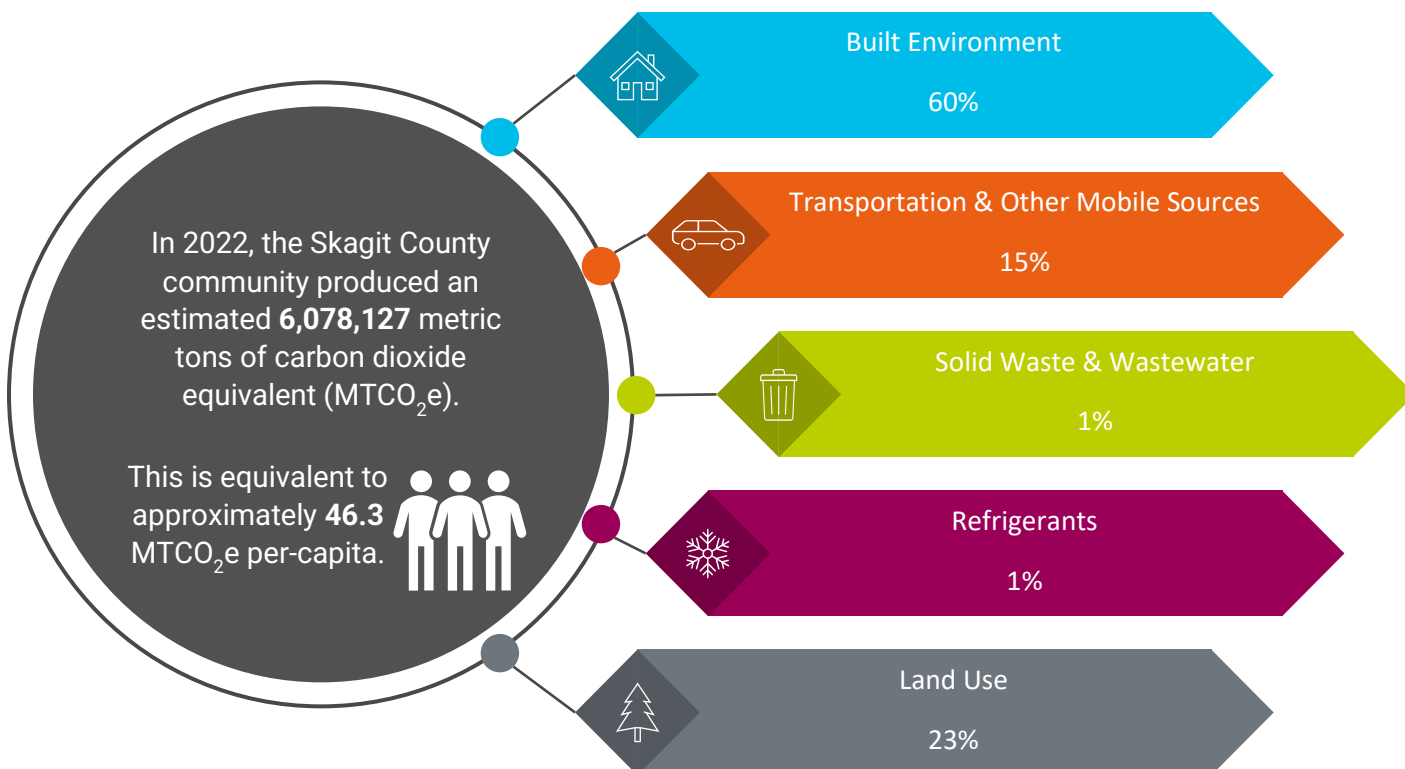 In 2022, the Skagit County
community produced an
estimated 6,078,127 metric
tons of carbon dioxide
equivalent (MTCO₂e).
This is equivalent to
approximately 46.3
MTCO₂e per-capita.
Built Environment
60%
Transportation & Other Mobile Sources
15%
Solid Waste & Wastewater
1%
Refrigerants
1%
Land Use
23%